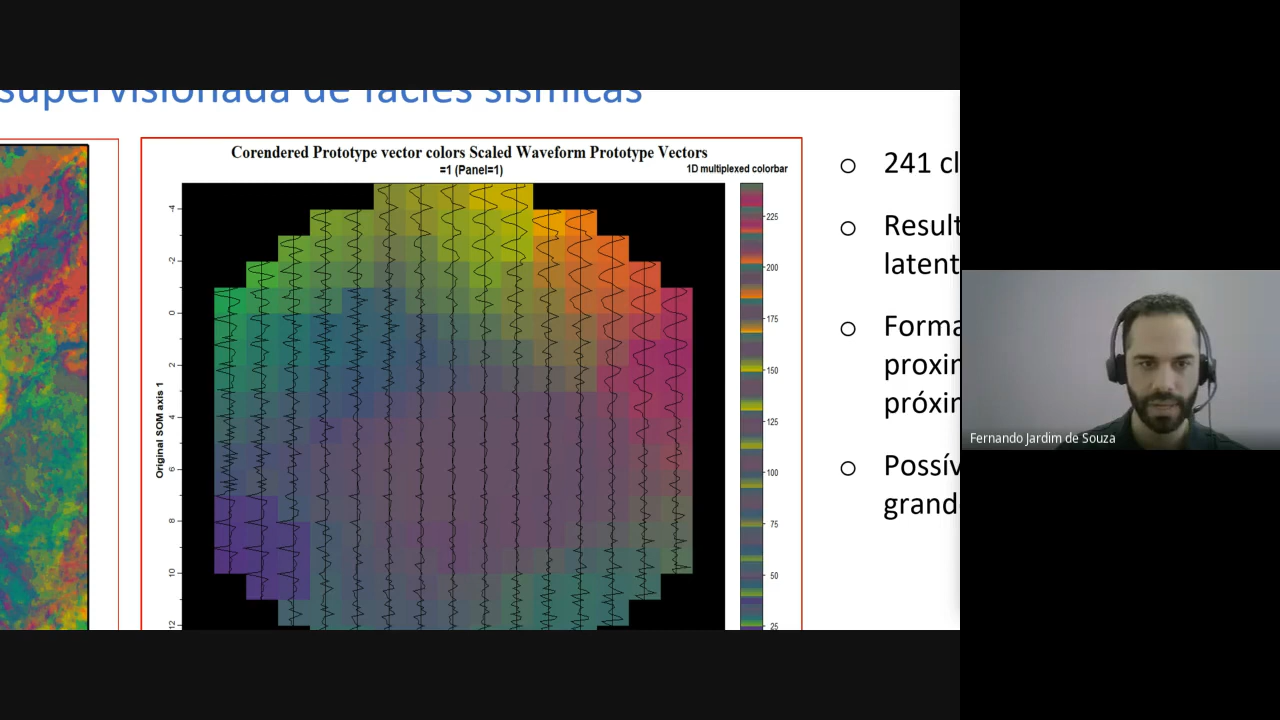 supervisionada de fácies sísmicas
Corendered Prototype vector colors Scaled Waveform Prototype Vectors
=1 (Panel=1)
1D multiplexed colorbar
-4
-2
0
2
4
6
8
10
12
Original SOM axis 1
225
200
175
150
125
100
75
50
25
241 cl
Result
latent
Forma
proxin
próxin
Possív
grand
Fernando Jardim de Souza